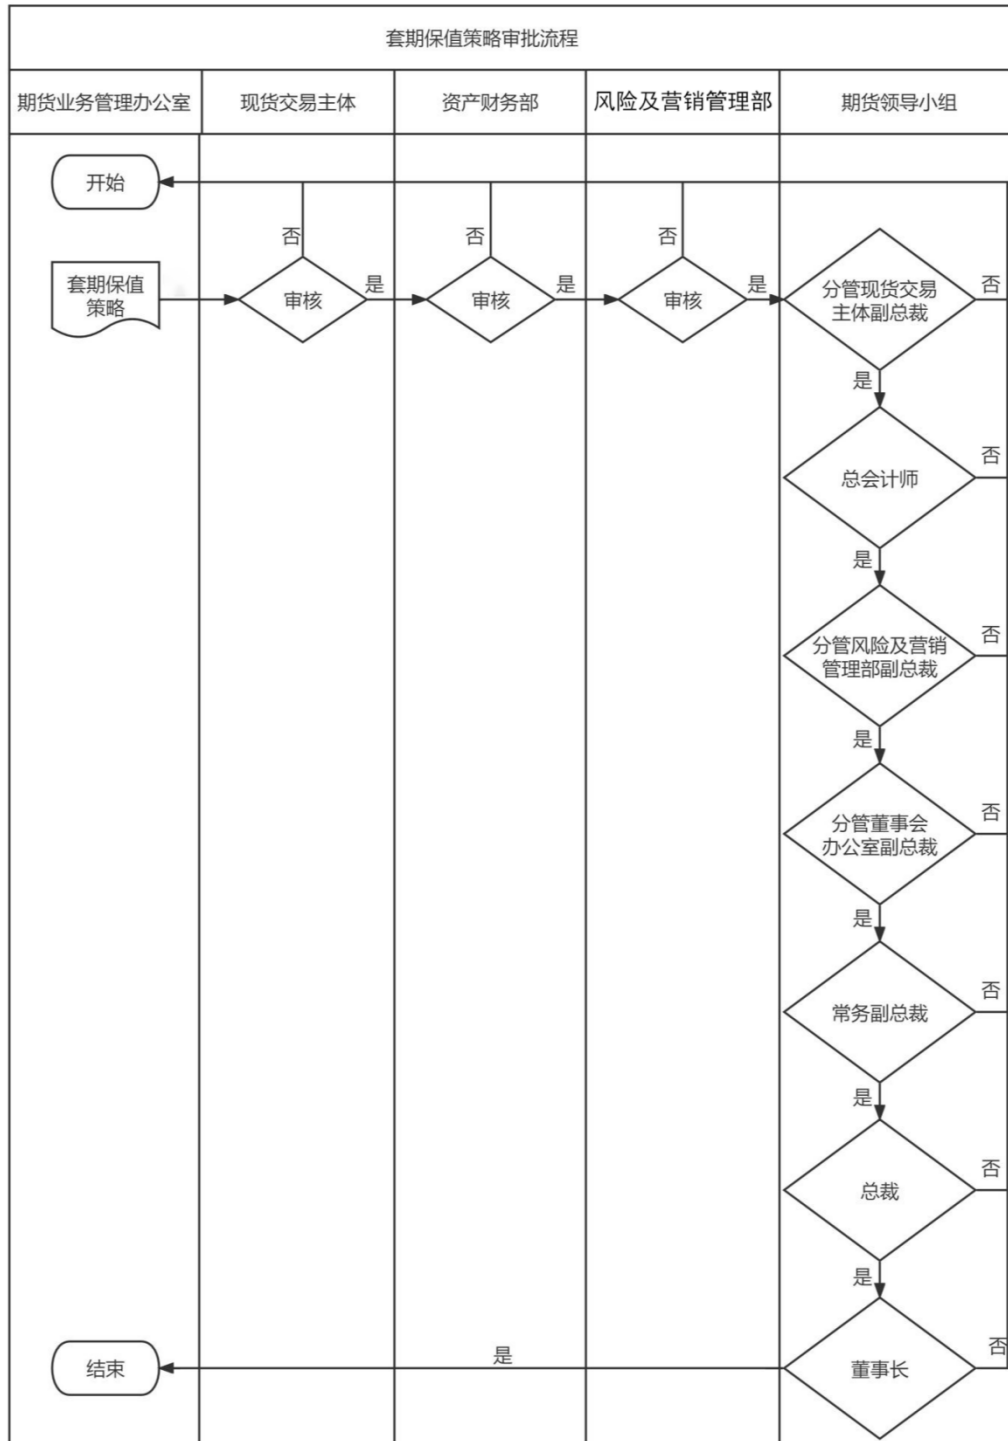 套期保值策略审批流程
期货业务管理办公室
现货交易主体
资产财务部
风险及营销管理部
期货领导小组
开始
否
否
否
套期保值
策略
审核
是
审核
是
审核
是
分管现货交易
主体副总裁
否
是
总会计师
否
是
分管风险及营销
管理部副总裁
否
是
分管董事会
办公室副总裁
否
是
常务副总裁
否
是
总裁
否
是
结束
是
董事长
否